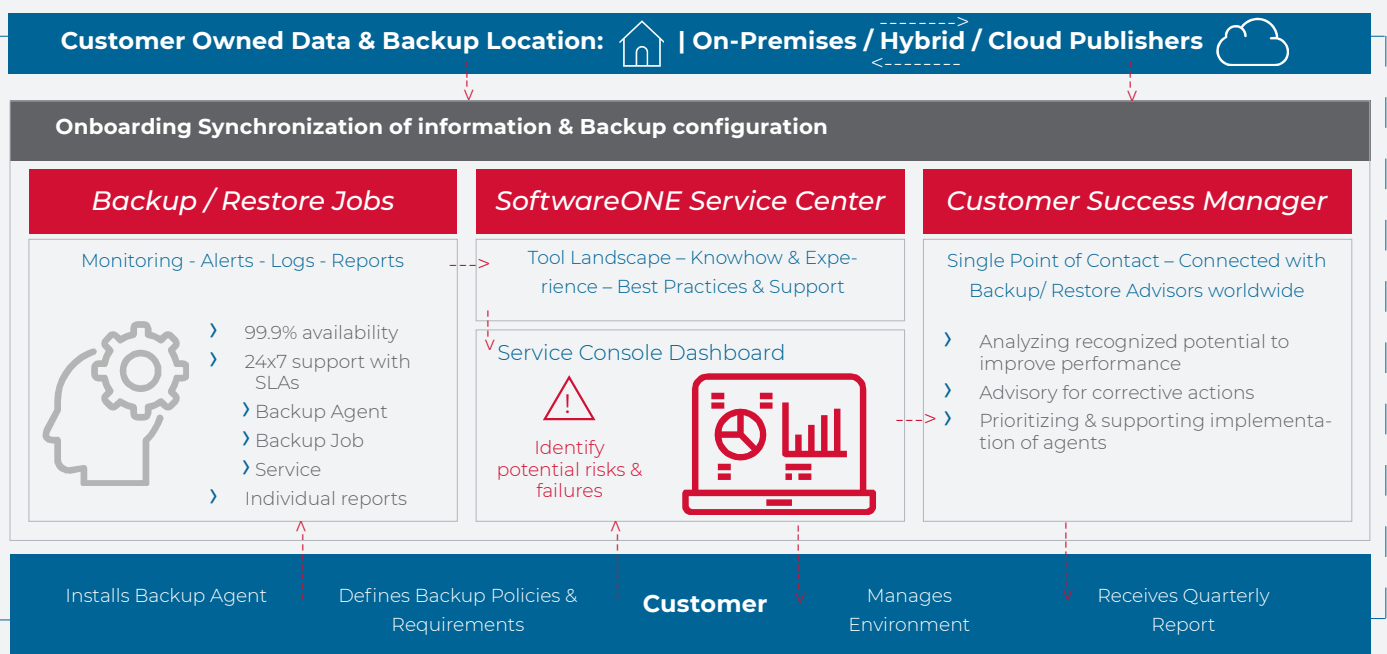 Customer Owned Data & Backup Location: | On-Premises / Hybrid / Cloud Publishers
Onboarding Synchronization of information & Backup configuration
Backup / Restore Jobs
Monitoring - Alerts - Logs - Reports
99.9% availability
24x7 support with
SLAs
Backup Agent
Backup Job
Service
Individual reports
SoftwareONE Service Center
Tool Landscape – Knowhow & Expe-
rience – Best Practices & Support
Service Console Dashboard
!
Identify
potential risks &
failures
Customer Success Manager
Single Point of Contact – Connected with
Backup/ Restore Advisors worldwide
Analyzing recognized potential to
improve performance
Advisory for corrective actions
Prioritizing & supporting implementa-
tion of agents
Installs Backup Agent
Defines Backup Policies &
Requirements
Customer
Manages
Environment
Receives Quarterly
Report